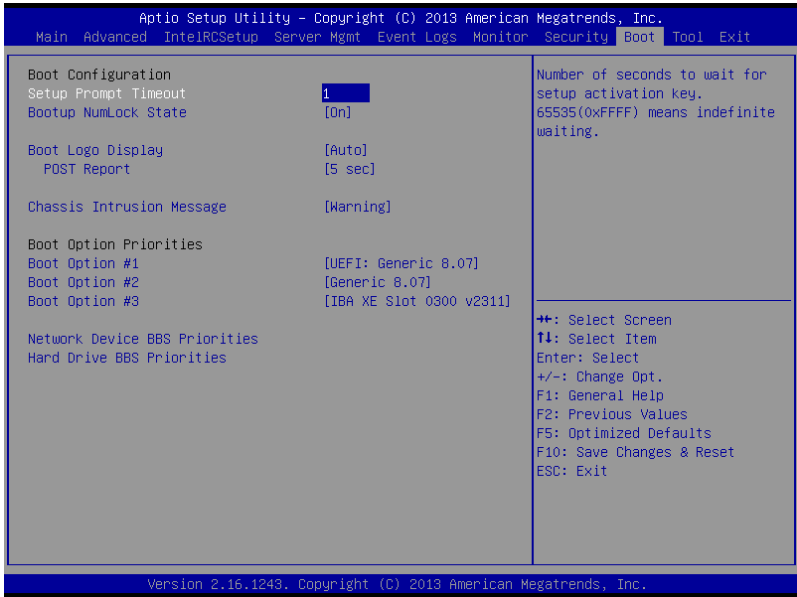 Aptio Setup Utility – Copyright (C) 2013 American Megatrends, Inc.
Main Advanced IntelRCSetup Server Mgmt Event Logs Monitor Security Boot Tool Exit
Boot Configuration
Setup Prompt Timeout 1
Bootup NumLock State [On]
Boot Logo Display [Auto]
POST Report [5 sec]
Chassis Intrusion Message [Warning]
Boot Option Priorities
Boot Option #1 [UEFI: Generic 8.07]
Boot Option #2 [Generic 8.07]
Boot Option #3 [IBA XE Slot 0300 v2311]
Network Device BBS Priorities
Hard Drive BBS Priorities
Number of seconds to wait for
setup activation key.
65535(0xFFFF) means indefinite
waiting.
→←: Select Screen
↑↓: Select Item
Enter: Select
+/-: Change Opt.
F1: General Help
F2: Previous Values
F5: Optimized Defaults
F10: Save Changes & Reset
ESC: Exit
Version 2.16.1243. Copyright (C) 2013 American Megatrends, Inc.